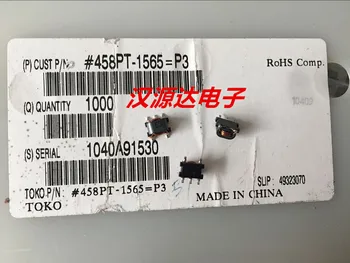 (P) CUST P/N #458PT-1565=P3
RoHS Comp.
(Q) QUANTITY 1000
汉源达电子
(S) SERIAL 1040A91530
TOKO P/N: #458PT-1565=P3
SLIP: 49323070
TOKO
MADE IN CHINA